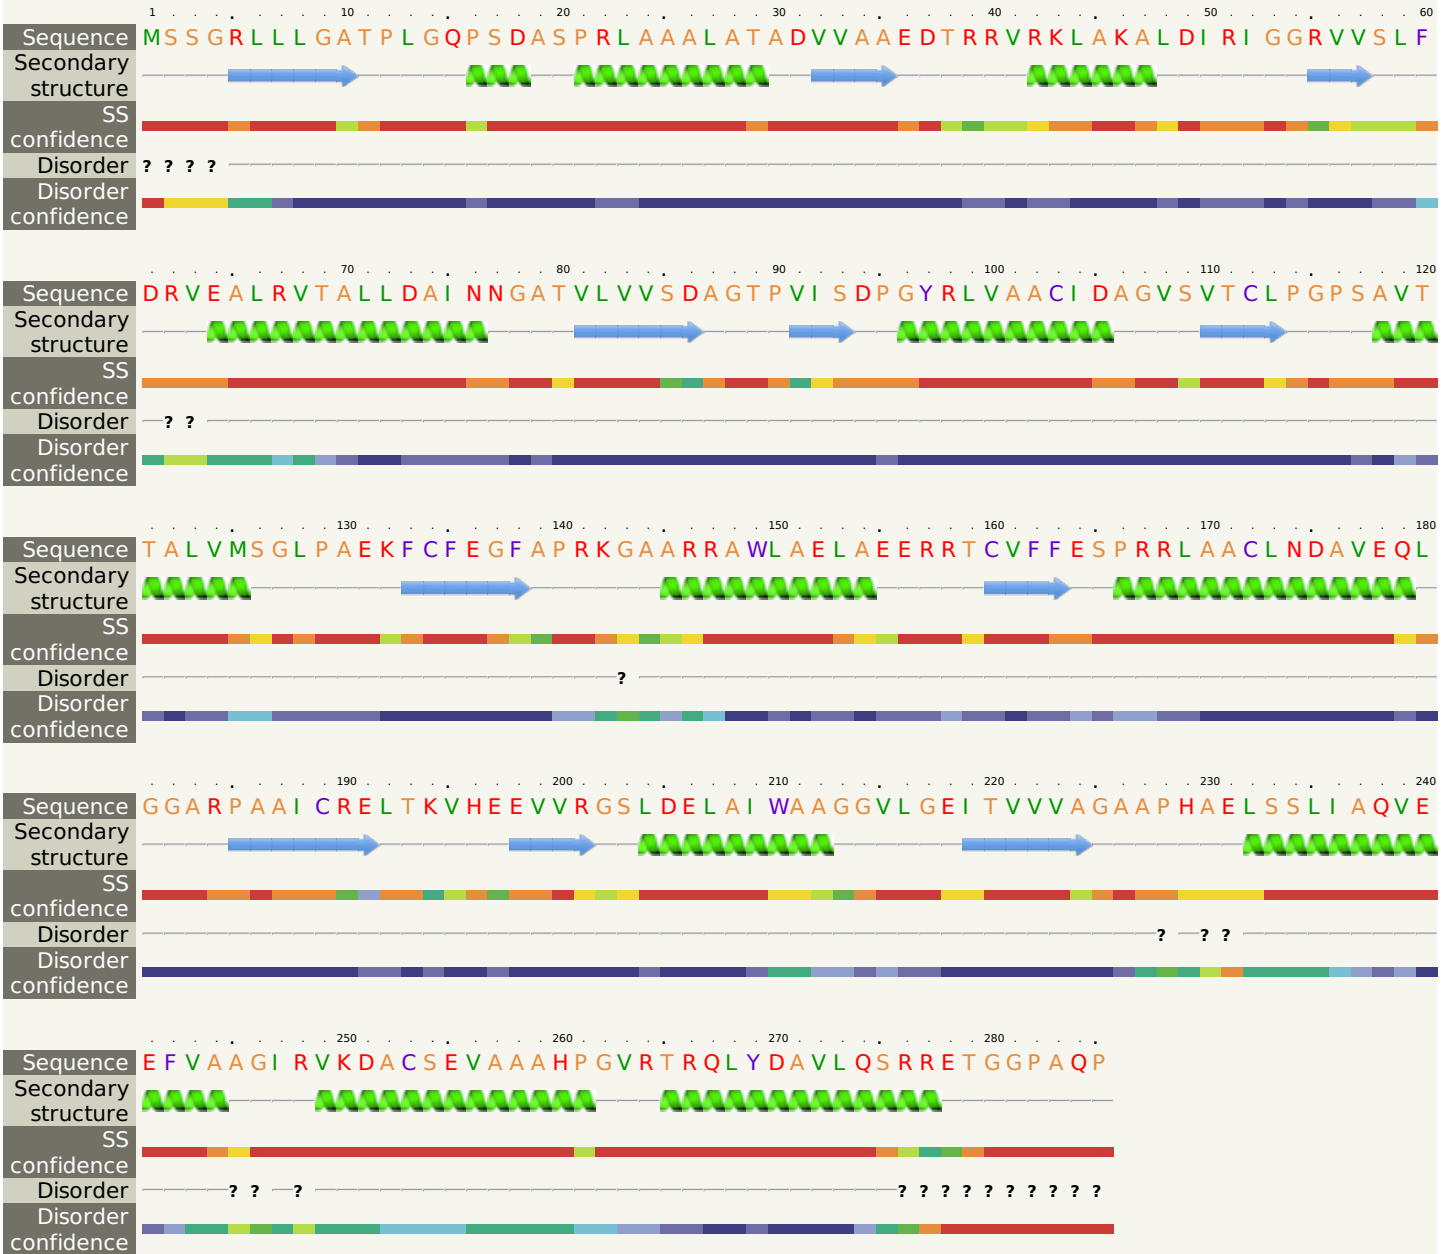 1 10 20 30 40 50 60
Sequence MSSGRLLLGATPLGQPSDASPRLAAALATADVVAAEDTRRVRKLAKALDIRIGGRVVSLF
Secondary
structure
SS
confidence
Disorder ? ? ? ?
Disorder
confidence
70 80 90 100 110 120
Sequence DRVEALRVTALLDAINNGATVLVVSDAGTPVISDPGYRLVAACIDAGVSVTCLPGPSAVT
Secondary
structure
SS
confidence
Disorder ? ?
Disorder
confidence
130 140 150 160 170 180
Sequence TALVMSGLPAEKFCFEGFAPRKGAARRAWLAELAEERRTCVFFESPRRLAACLNDAVEQL
Secondary
structure
SS
confidence
Disorder ?
Disorder
confidence
190 200 210 220 230 240
Sequence GGARPAAICRELTKVHEEVVRGSLDELAIWAAGGVLGEITVVVAGAAPHAELSSLIAQVE
Secondary
structure
SS
confidence
Disorder ? ? ?
Disorder
confidence
250 260 270 280
Sequence EFVAAGIRVKDACSEVAAAHPGVRTRQLYDAVLQSRRETGGPAQP
Secondary
structure
SS
confidence
Disorder ? ? ? ? ? ? ? ? ? ? ? ? ?
Disorder
confidence